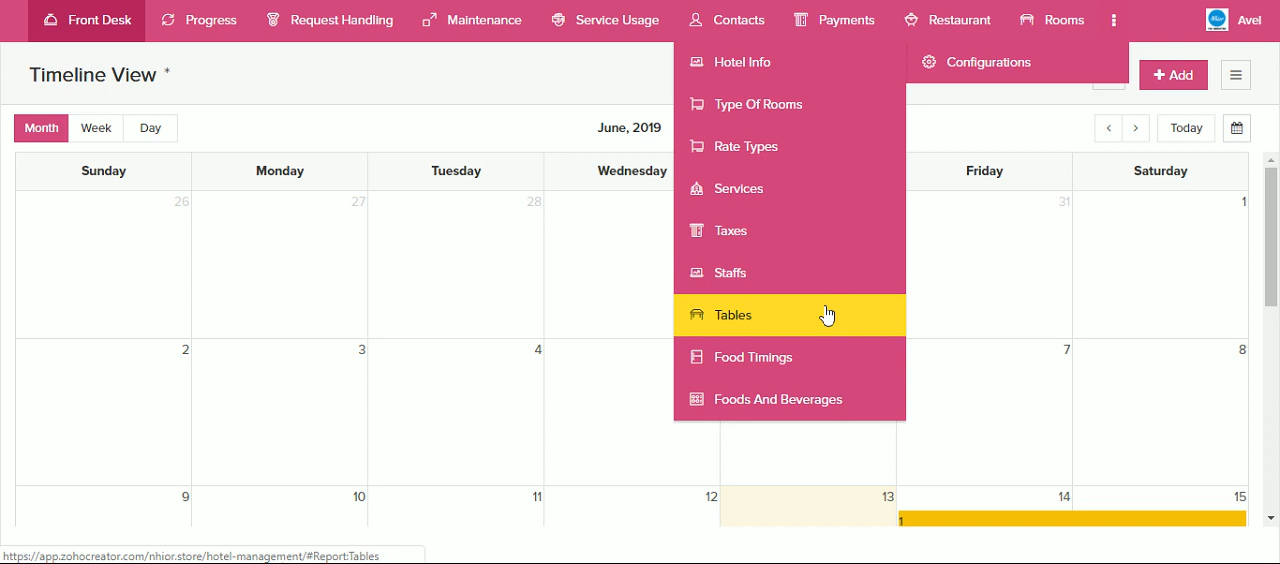 Front Desk Progress Request Handling Maintenance Service Usage Contacts Payments Restaurant Rooms Avel
Hotel Info Configurations
Timeline View * + Add
Type Of Rooms
Month Week Day June, 2019 < > Today
Rate Types
Sunday Monday Tuesday Wednesday Friday Saturday
Services
26 27 28 31 1
Taxes
Staffs
Tables
2 3 4 7 8
Food Timings
Foods And Beverages
9 10 11 12 13 14 15
1
https://app.zohocreator.com/nhior.store/hotel-management/#Report:Tables